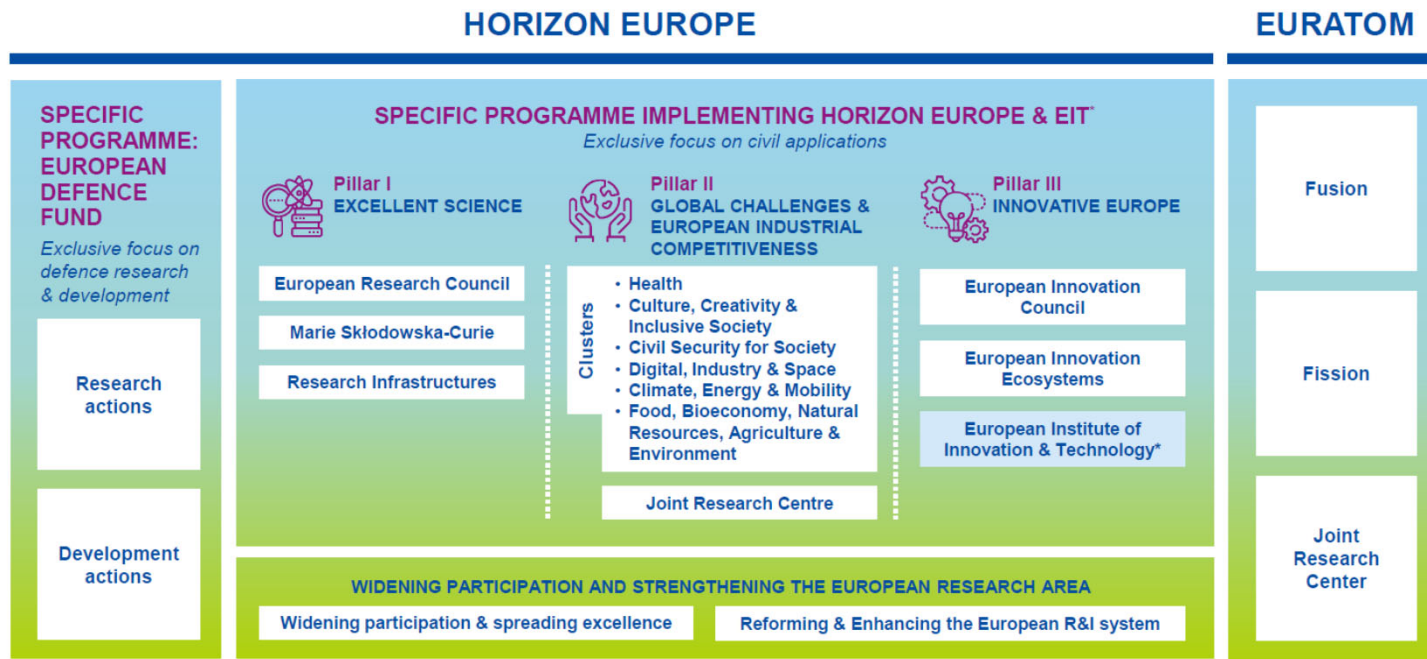 HORIZON EUROPE
EURATOM
SPECIFIC
PROGRAMME:
EUROPEAN
DEFENCE
FUND
Exclusive focus on
defence research
& development
Research
actions
Development
actions
SPECIFIC PROGRAMME IMPLEMENTING HORIZON EUROPE & EIT*
Exclusive focus on civil applications
Pillar I
EXCELLENT SCIENCE
European Research Council
Marie Skłodowska-Curie
Research Infrastructures
Pillar II
GLOBAL CHALLENGES &
EUROPEAN INDUSTRIAL
COMPETITIVENESS
Clusters
• Health
• Culture, Creativity &
Inclusive Society
• Civil Security for Society
• Digital, Industry & Space
• Climate, Energy & Mobility
• Food, Bioeconomy, Natural
Resources, Agriculture &
Environment
Joint Research Centre
Pillar III
INNOVATIVE EUROPE
European Innovation
Council
European Innovation
Ecosystems
European Institute of
Innovation & Technology*
WIDENING PARTICIPATION AND STRENGTHENING THE EUROPEAN RESEARCH AREA
Widening participation & spreading excellence
Reforming & Enhancing the European R&I system
Fusion
Fission
Joint
Research
Center